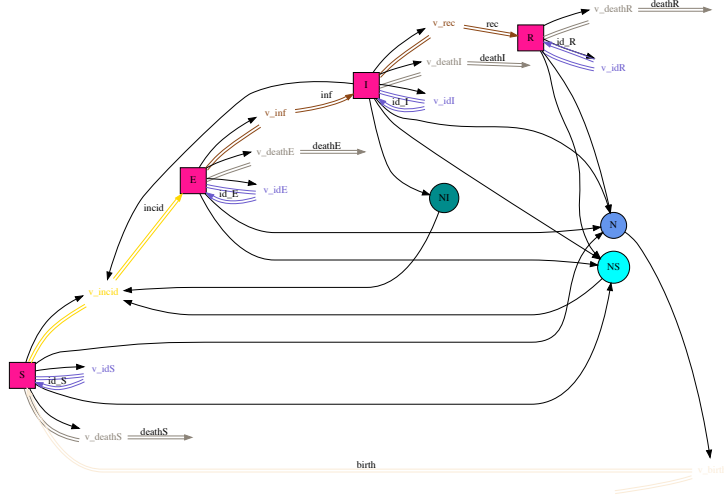 v_deathR
deathR
v_rec
rec
R
id_R
v_idR
v_deathI
deathI
I
inf
id_I
v_idI
v_inf
v_deathE
deathE
E
id_E
v_idE
incid
NI
N
NS
v_incid
S
v_idS
id_S
v_deathS
deathS
birth